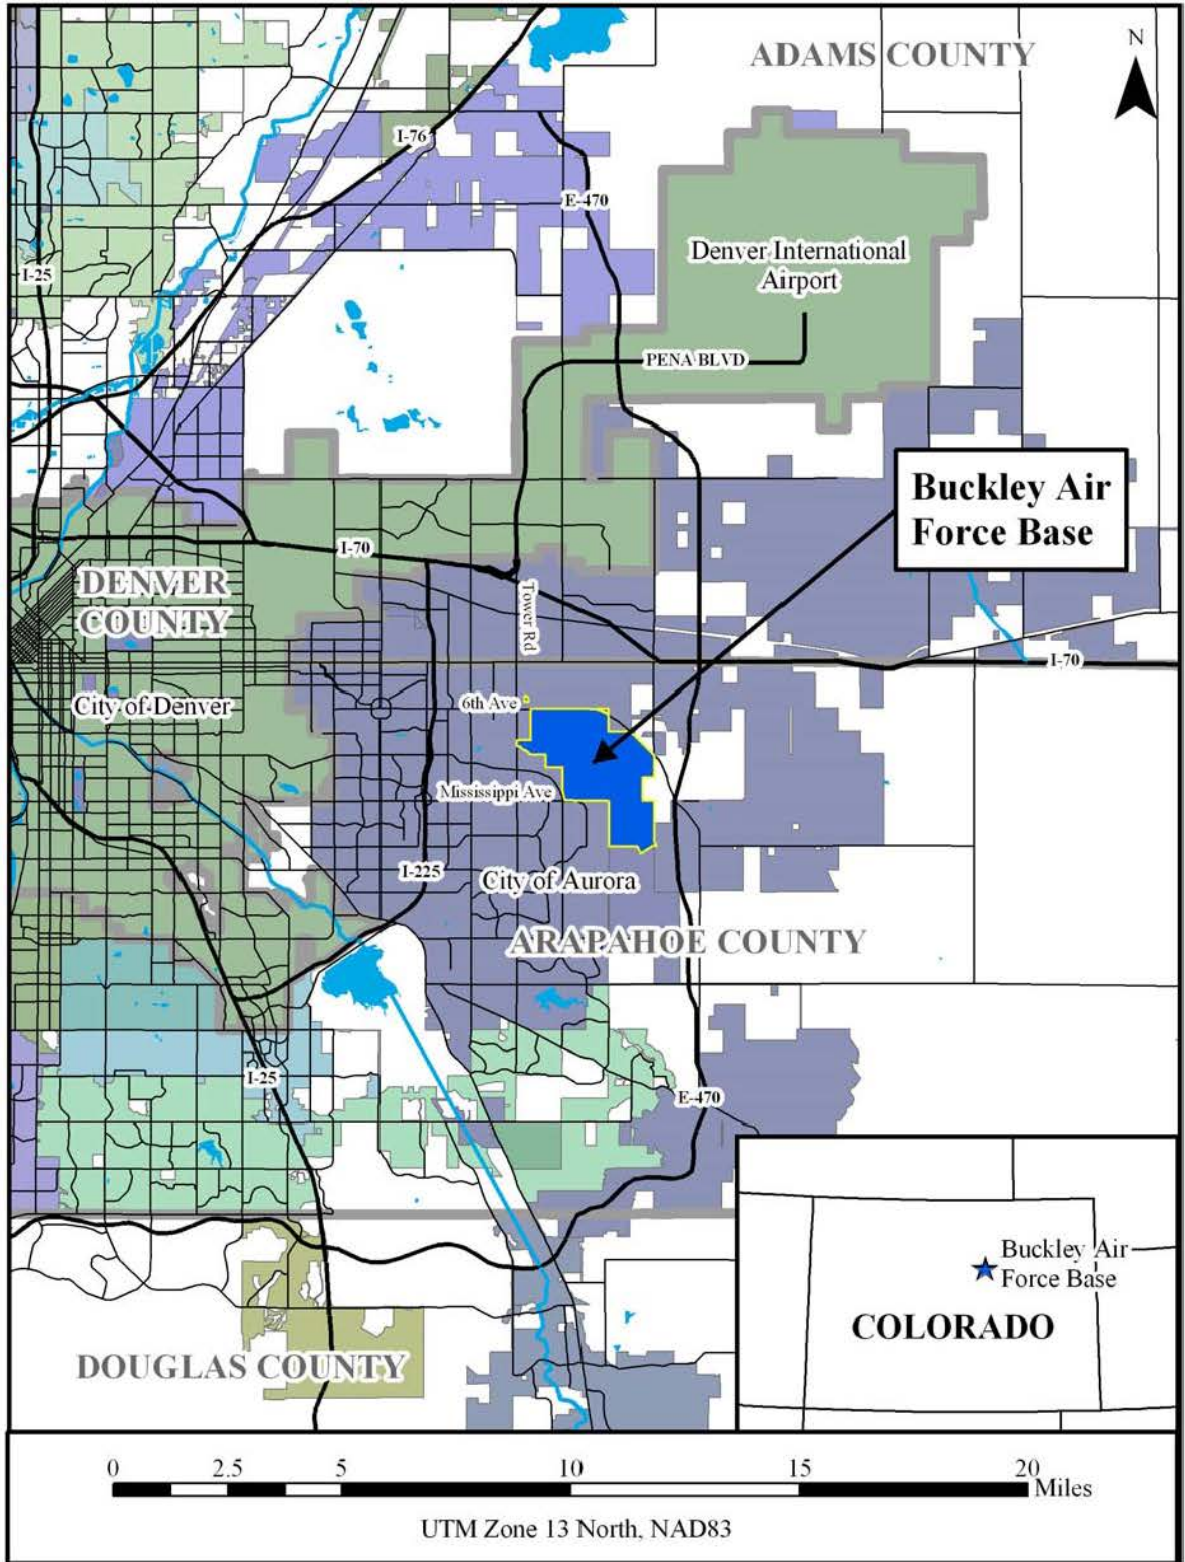 ADAMS COUNTY
N
I-76
E-470
Denver International
Airport
I-25
PENA BLVD
Buckley Air
Force Base
I-70
DENVER
COUNTY
Tower Rd
I-70
City of Denver
6th Ave
Mississippi Ave
I-225
City of Aurora
ARAPAHOE COUNTY
I-25
E-470
Buckley Air
Force Base
COLORADO
DOUGLAS COUNTY
0 2.5 5 10 15 20
Miles
UTM Zone 13 North, NAD83